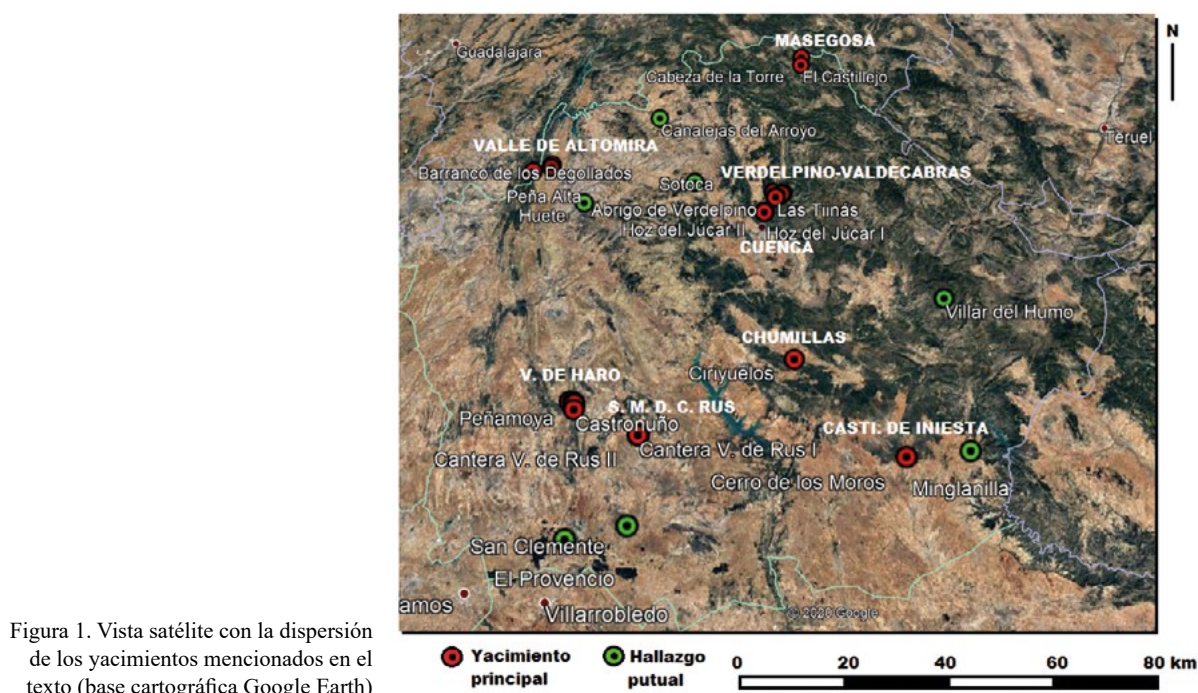 N
MASEGOSA
Guadalajara
Cabeza de la Torre
El Castillejo
Canalejas del Arroyo
Teruel
VALLE DE ALTOMIRA
Barranco de los Degollados
VERDELPINO-VALDECABRAS
Sotoca
Peña Alta
Huete
Abrigo de Verdelpino
Las Tiinas
Hoz del Júcar II
Hoz del Júcar I
CUENCA
Villar del Humo
CHUMILLAS
Ciriyuelos
V. DE HARO
S. M. D. C. RUS
Peñamoya
Castronuño
CASTI. DE INIESTA
Cantera V. de Rus II
Cantera V. de Rus I
Cerro de los Moros
Minglanilla
San Clemente
El Provencio
amos
Villarrobledo
© 2020 Google
Figura 1. Vista satélite con la dispersión
de los yacimientos mencionados en el
texto (base cartográfica Google Earth)
Yacimiento
principal
Hallazgo
putual
0 20 40 60 80 km